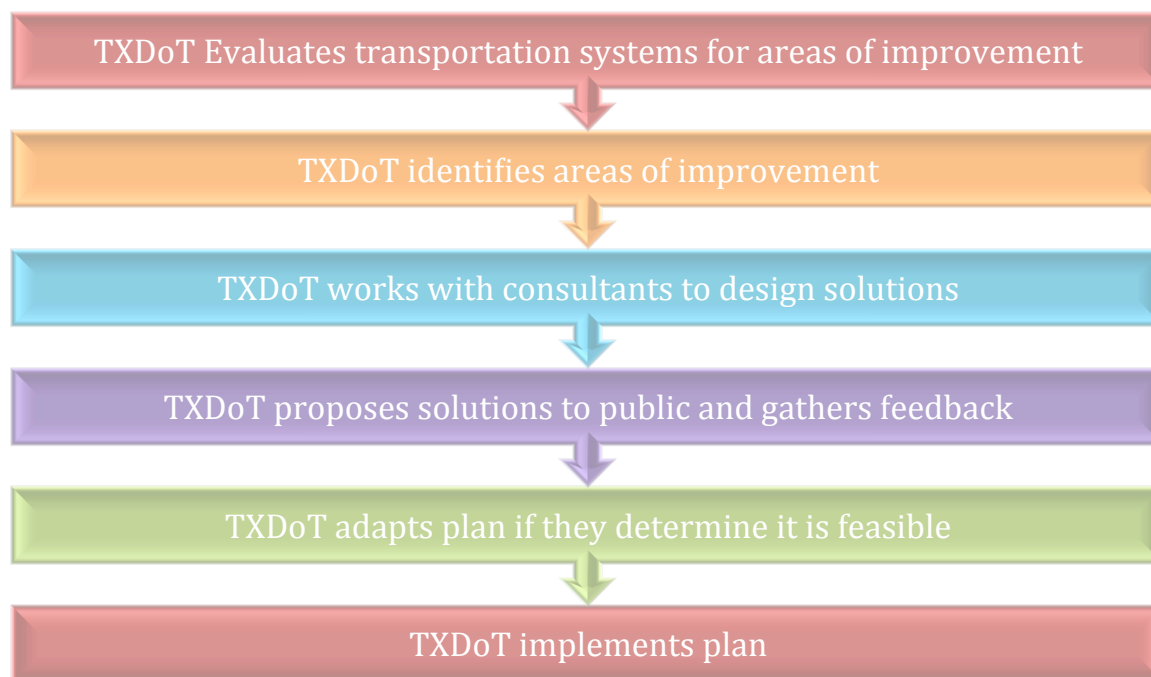 TXDoT Evaluates transportation systems for areas of improvement
TXDoT identifies areas of improvement
TXDoT works with consultants to design solutions
TXDoT proposes solutions to public and gathers feedback
TXDoT adapts plan if they determine it is feasible
TXDoT implements plan